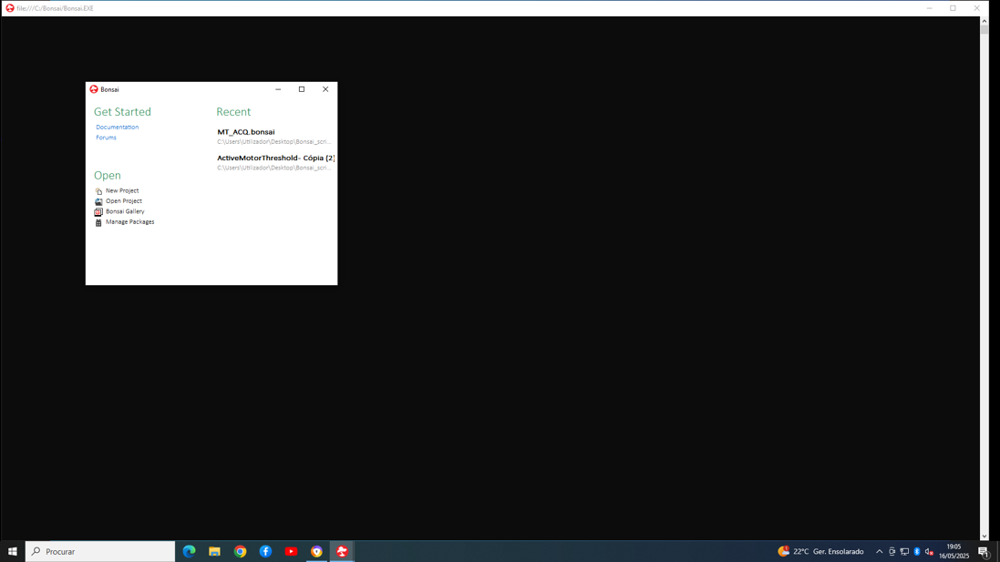 file:///C:/Bonsai/Bonsai.EXE
Bonsai
Get Started
Documentation
Forums
Open
New Project
Open Project
Bonsai Gallery
Manage Packages
Recent
MT_ACQ.bonsai
C:\Users\Utilizador\Desktop\Bonsai_scri...
ActiveMotorThreshold- Cópia (2)
C:\Users\Utilizador\Desktop\Bonsai_scri...
Procurar
22°C Ger. Ensolarado
19:05
16/05/2025
1